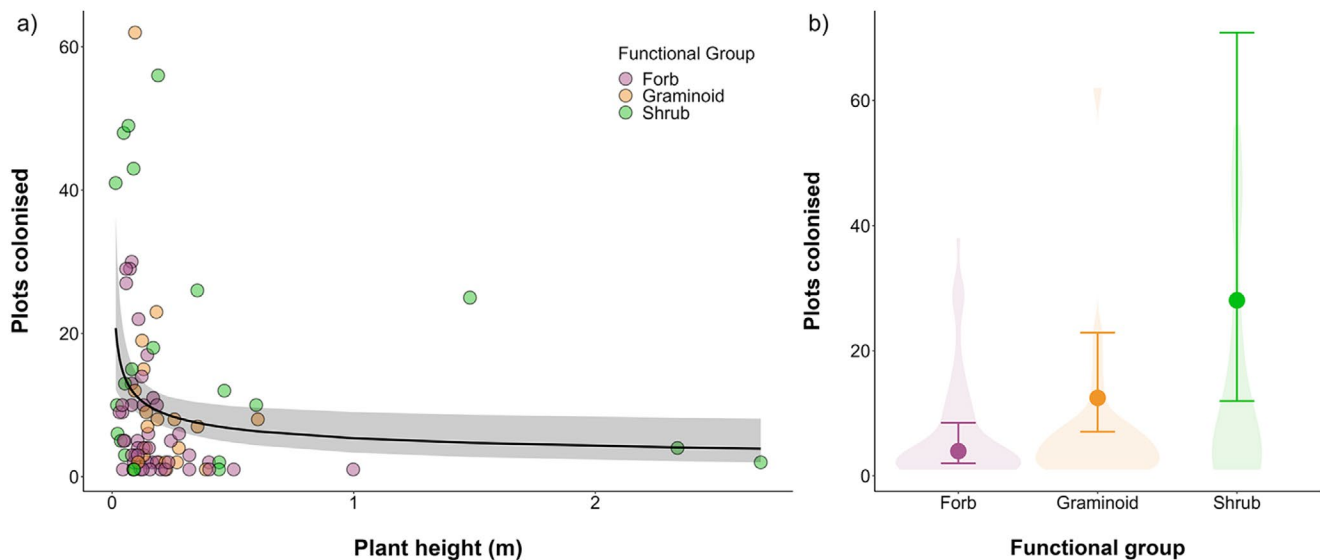 a)
60
40
20
0
Plots colonised
0
1
2
Plant height (m)
Functional Group
Forb
Graminoid
Shrub
b)
60
40
20
0
Plots colonised
Forb
Graminoid
Shrub
Functional group